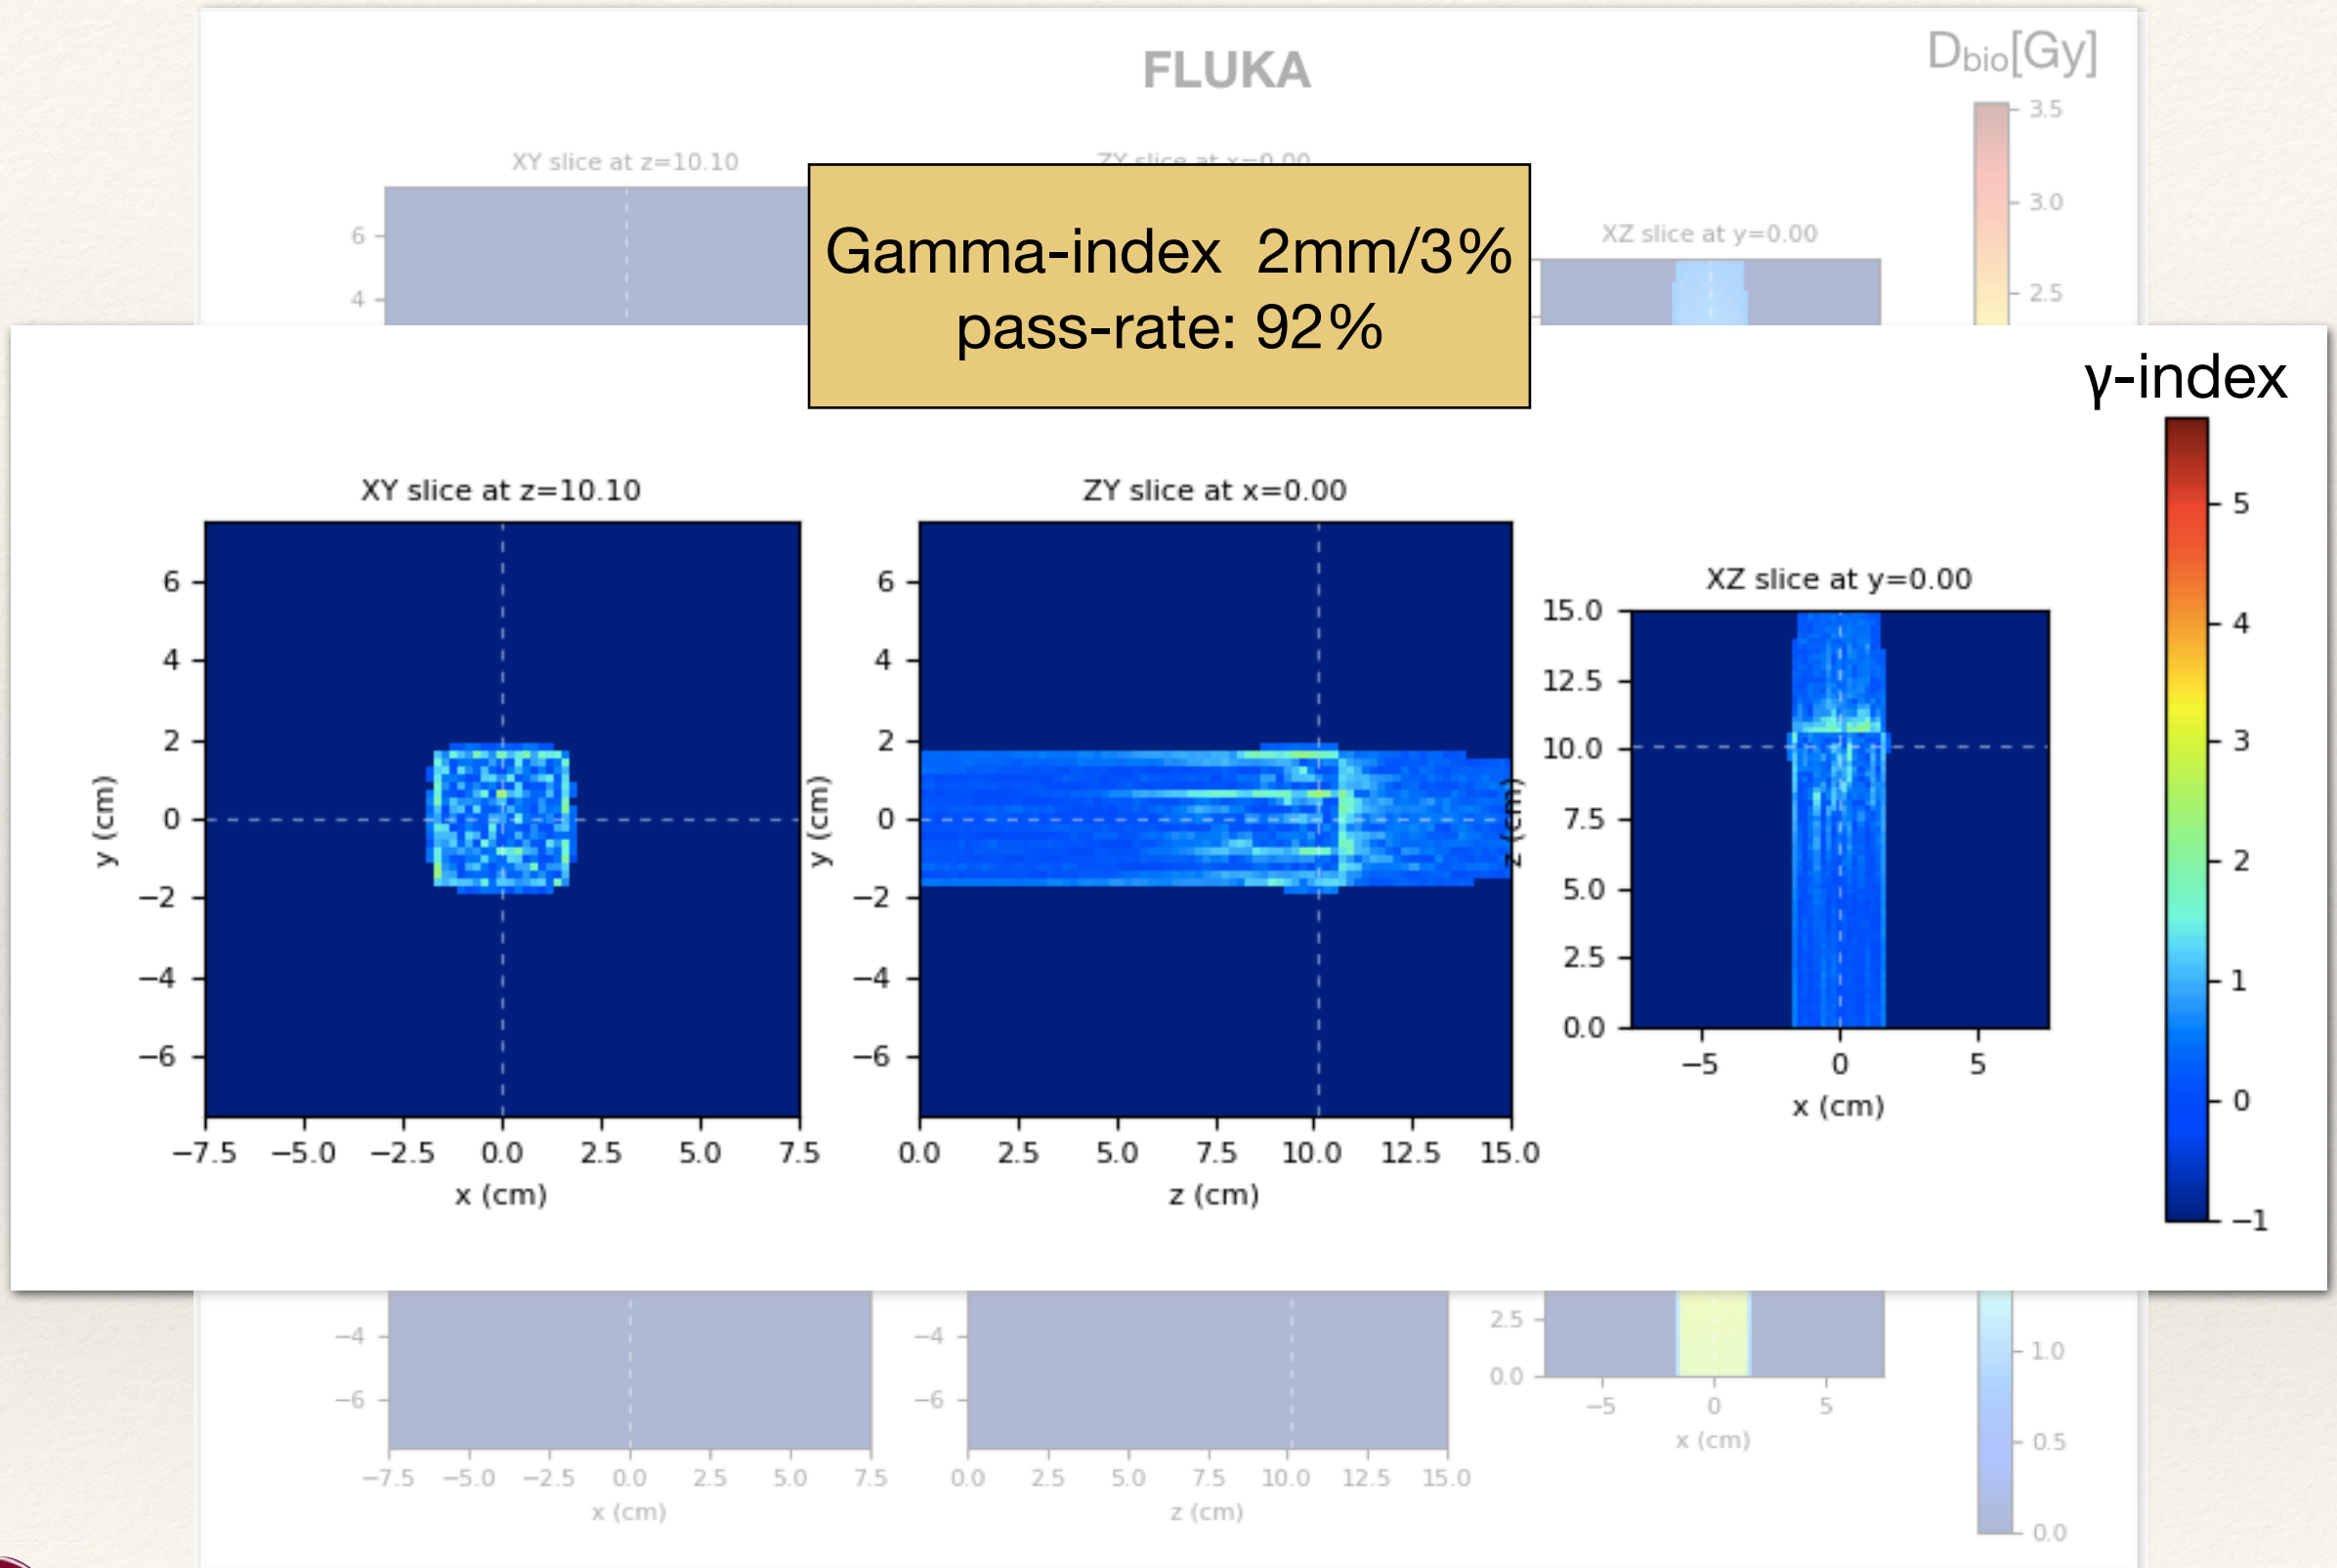 FLUKA
D_bio[Gy]
3.5
3.0
2.5
XY slice at z=10.10
ZY slice at x=0.00
XZ slice at y=0.00
6
4
Gamma-index 2mm/3%
pass-rate: 92%
γ-index
5
4
3
2
1
0
−1
XY slice at z=10.10
6
4
2
0
−2
−4
−6
y (cm)
−7.5 −5.0 −2.5 0.0 2.5 5.0 7.5
x (cm)
ZY slice at x=0.00
6
4
2
0
−2
−4
−6
y (cm)
0.0 2.5 5.0 7.5 10.0 12.5 15.0
z (cm)
XZ slice at y=0.00
15.0
12.5
10.0
7.5
5.0
2.5
0.0
z (cm)
−5 0 5
x (cm)
−4
−6
−7.5 −5.0 −2.5 0.0 2.5 5.0 7.5
x (cm)
−4
−6
0.0 2.5 5.0 7.5 10.0 12.5 15.0
z (cm)
2.5
0.0
−5 0 5
x (cm)
1.0
0.5
0.0